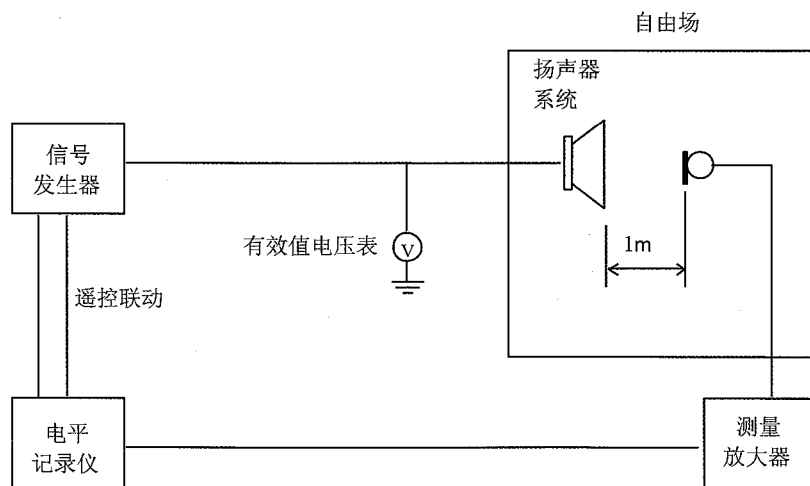 自由场
扬声器
系统
信号
发生器
1m
有效值电压表
V
遥控联动
电平
记录仪
测量
放大器